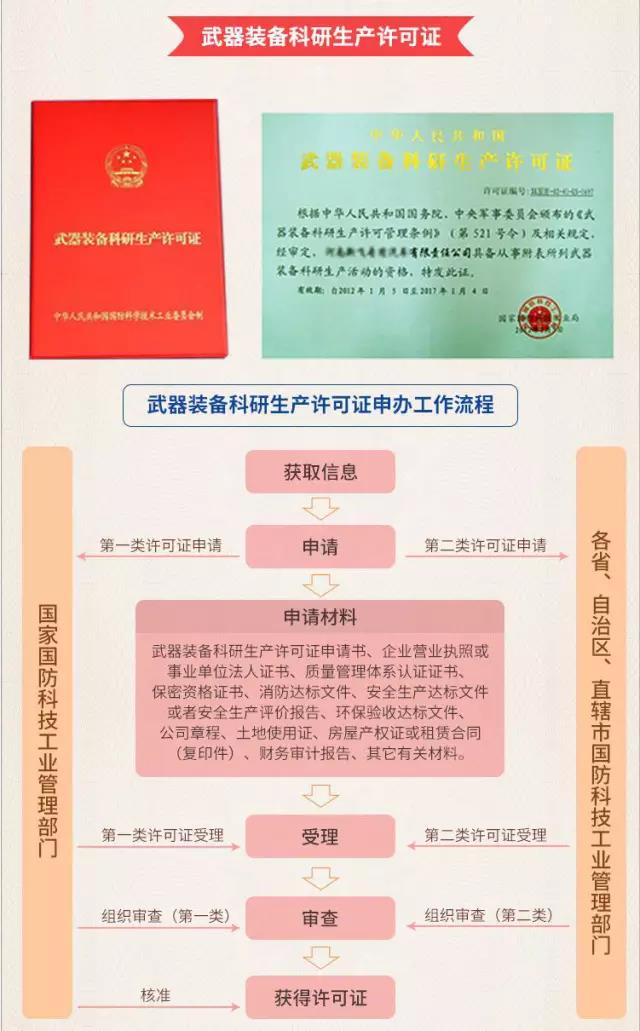 武器装备科研生产许可证
武器装备科研生产许可证
中华人民共和国国防科学技术工业委员会制
中华人民共和国
武器装备科研生产许可证
许可证编号:
根据中华人民共和国国务院、中央军事委员会颁布的《武
器装备科研生产许可管理条例》(第 521 号令)及相关规定,
经审定, 有限责任公司具备从事附表所列武
器装备科研生产活动的资格, 特发此证。
有效期: 自2012年 1 月 5 日至2017年 1 月 4 日
国家 业局
武器装备科研生产许可证申办工作流程
获取信息
第一类许可证申请
申请
第二类许可证申请
申请材料
武器装备科研生产许可证申请书、企业营业执照或
事业单位法人证书、质量管理体系认证证书、
保密资格证书、消防达标文件、安全生产达标文件
或者安全生产评价报告、环保验收达标文件、
公司章程、土地使用证、房屋产权证或租赁合同
(复印件)、财务审计报告、其它有关材料。
第一类许可证受理
受理
第二类许可证受理
组织审查(第一类)
审查
组织审查(第二类)
核准
获得许可证
国家国防科技工业管理部门
各省、自治区、直辖市国防科技工业管理部门